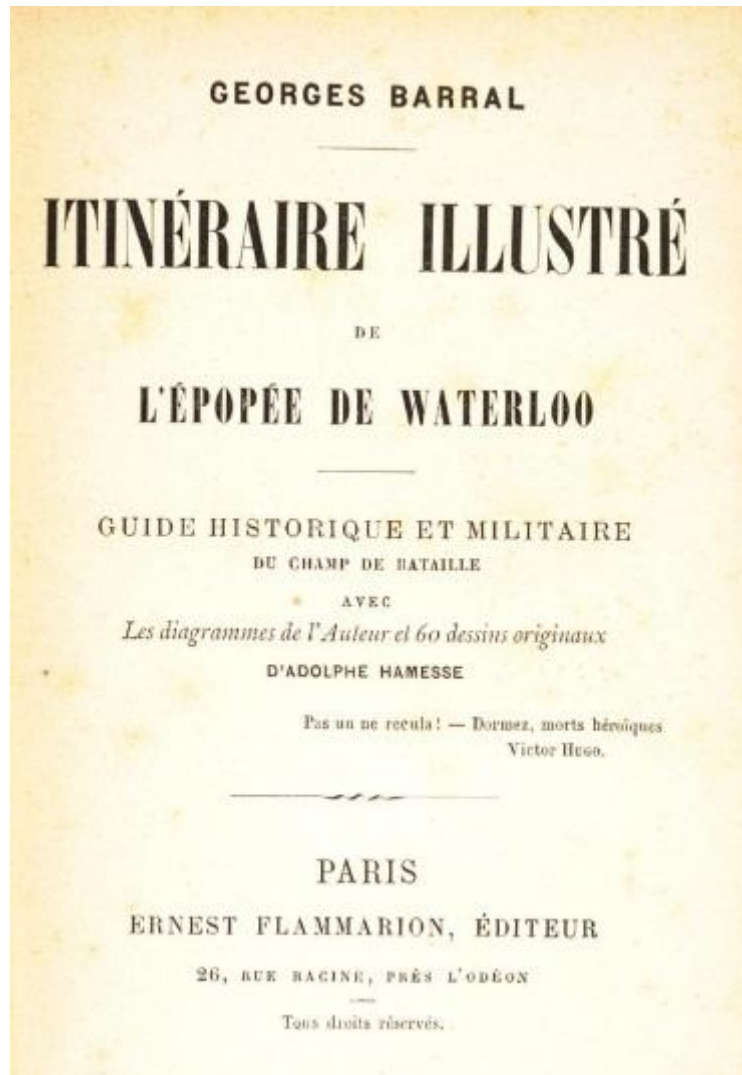 GEORGES BARRAL
ITINÉRAIRE ILLUSTRÉ
DE
L'ÉPOPÉE DE WATERLOO
GUIDE HISTORIQUE ET MILITAIRE
DU CHAMP DE BATAILLE
AVEC
Les diagrammes de l'Auteur et 60 dessins originaux
D'ADOLPHE HAMESSE
Pas un ne recula! — Dormez, morts héroïques
Victor Hugo.
PARIS
ERNEST FLAMMARION, ÉDITEUR
26, RUE RACINE, PRÈS L'ODÉON
Tous droits réservés.